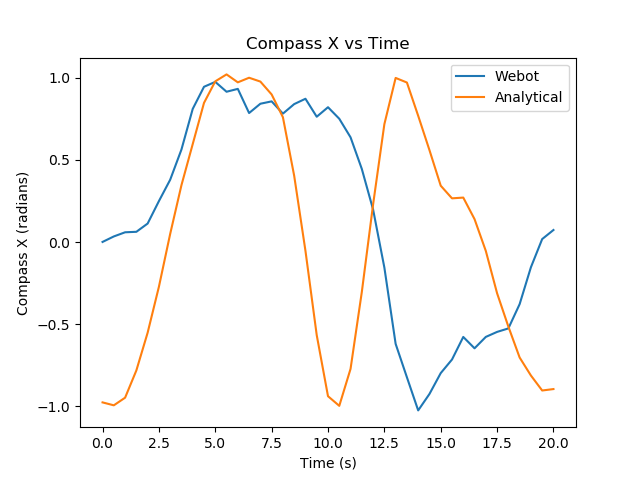 Compass X vs Time
Webot
Analytical
Compass X (radians)
1.0
0.5
0.0
−0.5
−1.0
0.0 2.5 5.0 7.5 10.0 12.5 15.0 17.5 20.0
Time (s)